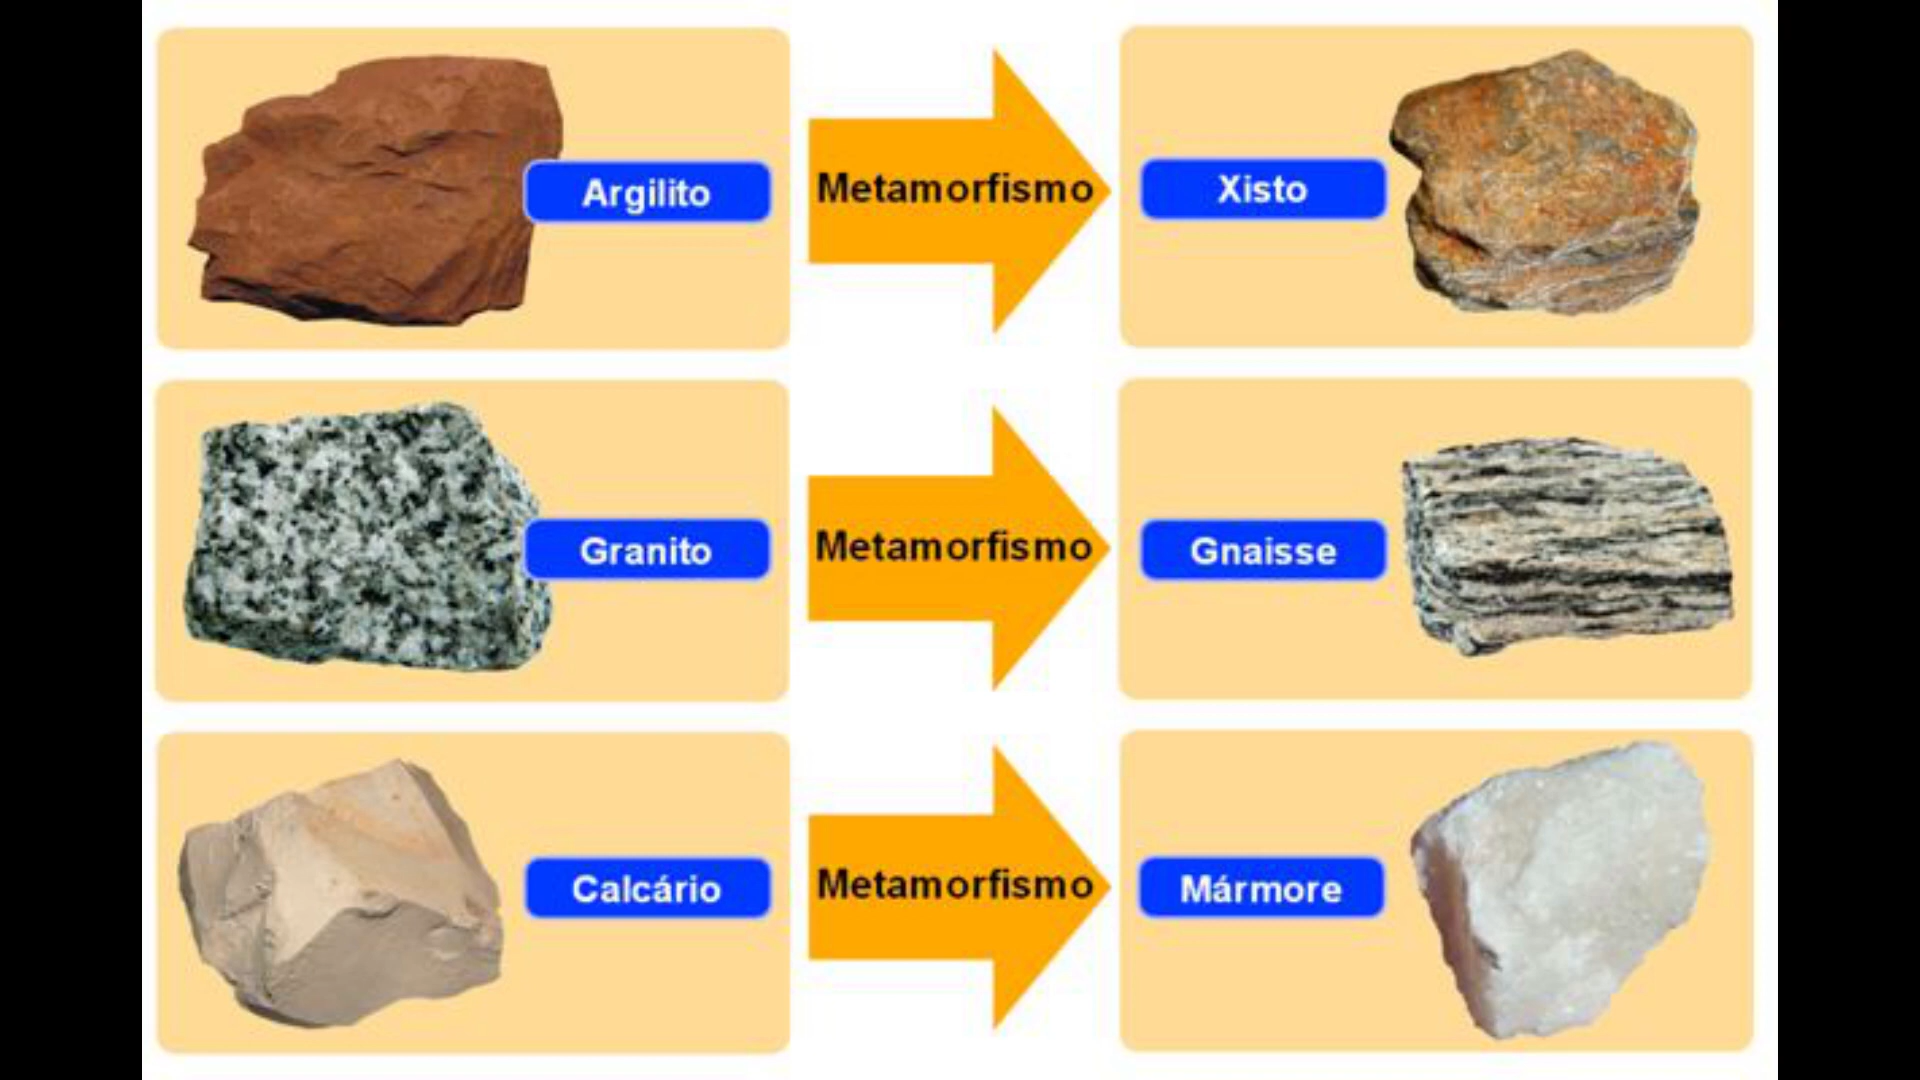 Argilito
Metamorfismo
Xisto
Granito
Metamorfismo
Gnaisse
Calcário
Metamorfismo
Mármore